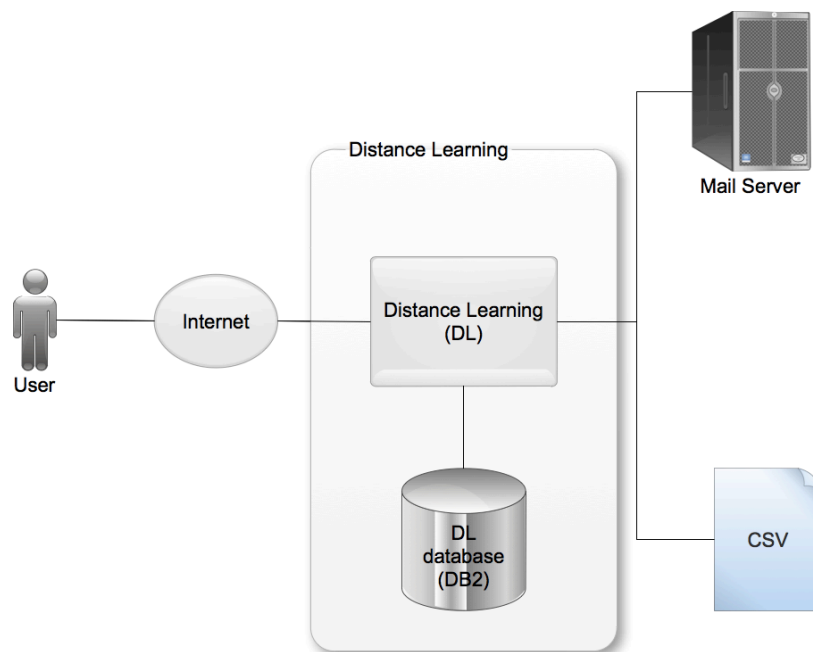 Distance Learning
Mail Server
User
Internet
Distance Learning
(DL)
DL
database
(DB2)
CSV